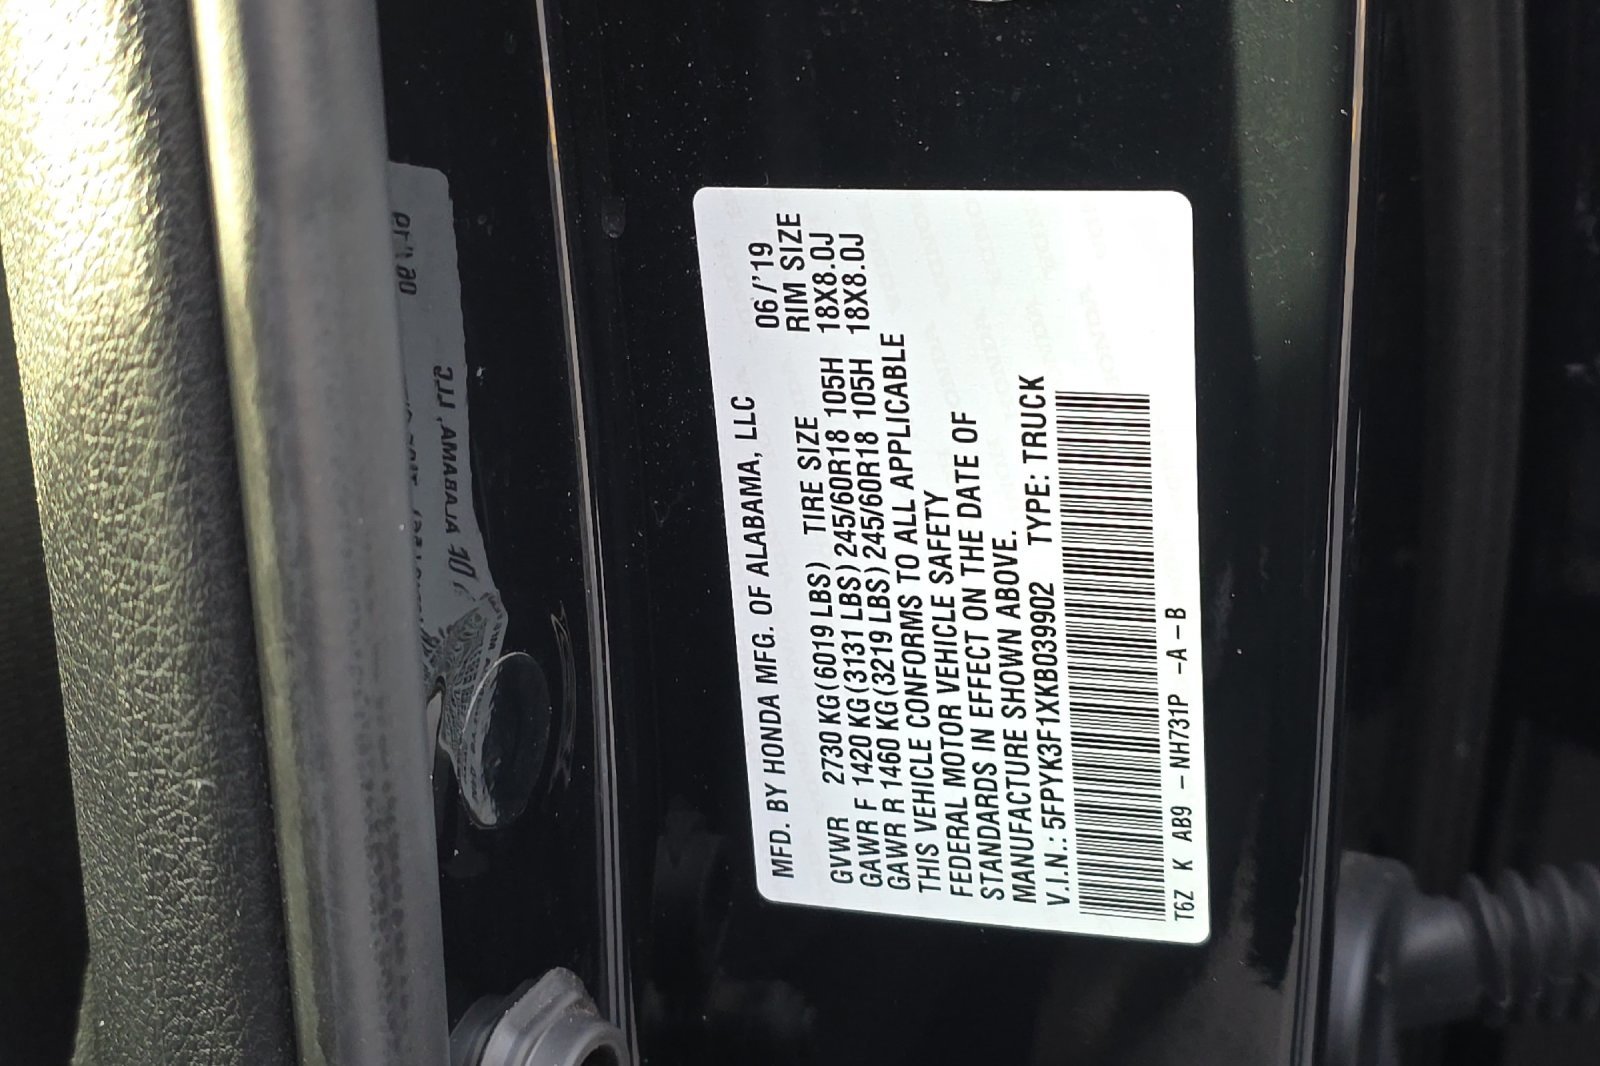 MFD. BY HONDA MFG. OF ALABAMA, LLC 06/'19
GVWR 2730 KG(6019 LBS) TIRE SIZE RIM SIZE
GAWR F 1420 KG(3131 LBS)245/60R18 105H 18X8.0J
GAWR R 1460 KG(3219 LBS)245/60R18 105H 18X8.0J
THIS VEHICLE CONFORMS TO ALL APPLICABLE
FEDERAL MOTOR VEHICLE SAFETY
STANDARDS IN EFFECT ON THE DATE OF
MANUFACTURE SHOWN ABOVE.
V.I.N.: 5FPYK3F1XKB039902 TYPE: TRUCK
T6Z K AB9 -NH731P -A-B